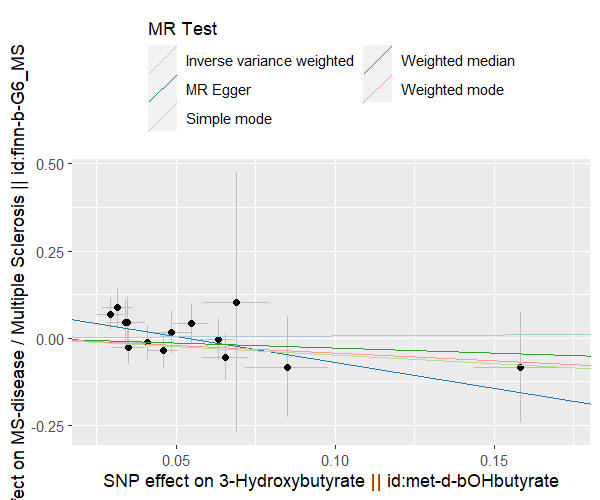 MR Test
Inverse variance weighted
Weighted median
MR Egger
Weighted mode
Simple mode
ffect on MS-disease / Multiple Sclerosis || id:finn-b-G6_MS
0.50
0.25
0.00
-0.25
0.05
0.10
0.15
SNP effect on 3-Hydroxybutyrate || id:met-d-bOHbutyrate